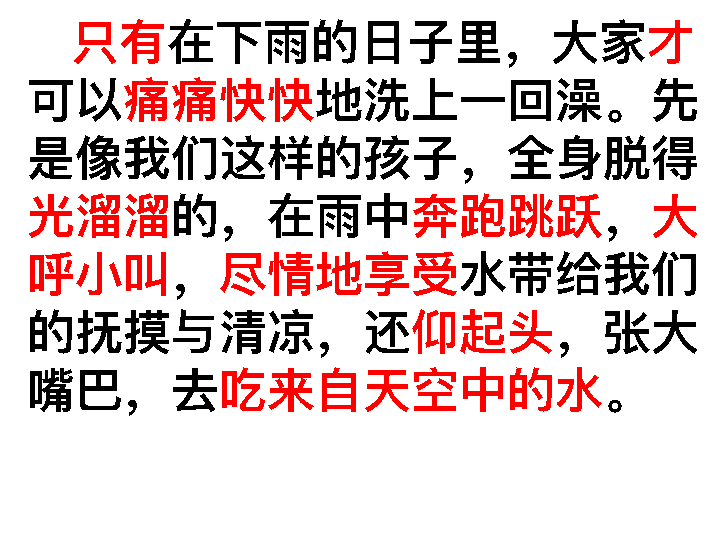 只有在下雨的日子里，大家才
可以痛痛快快地洗上一回澡。先
是像我们这样的孩子，全身脱得
光溜溜的，在雨中奔跑跳跃，大
呼小叫，尽情地享受水带给我们
的抚摸与清凉，还仰起头，张大
嘴巴，去吃来自天空中的水。